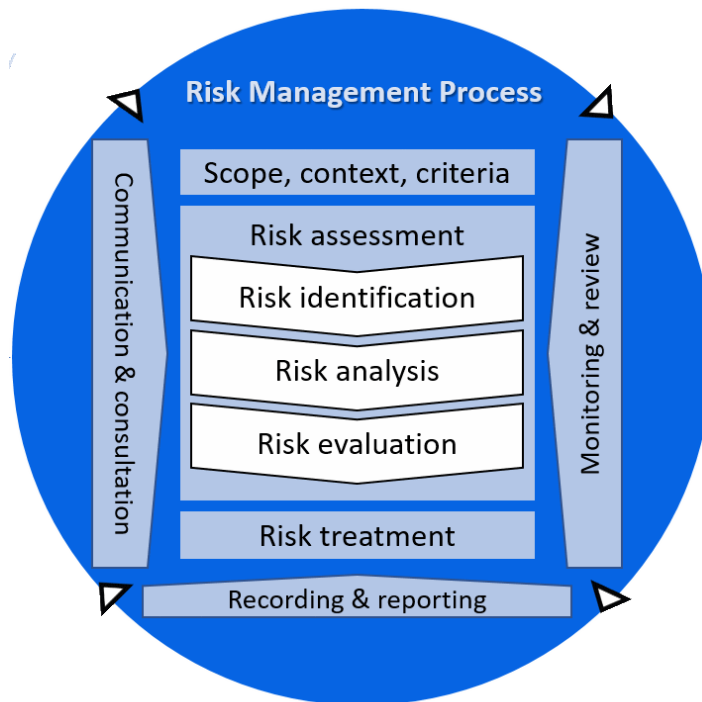 Risk Management Process
Scope, context, criteria
Risk assessment
Risk identification
Risk analysis
Risk evaluation
Risk treatment
Communication & consultation
Monitoring & review
Recording & reporting